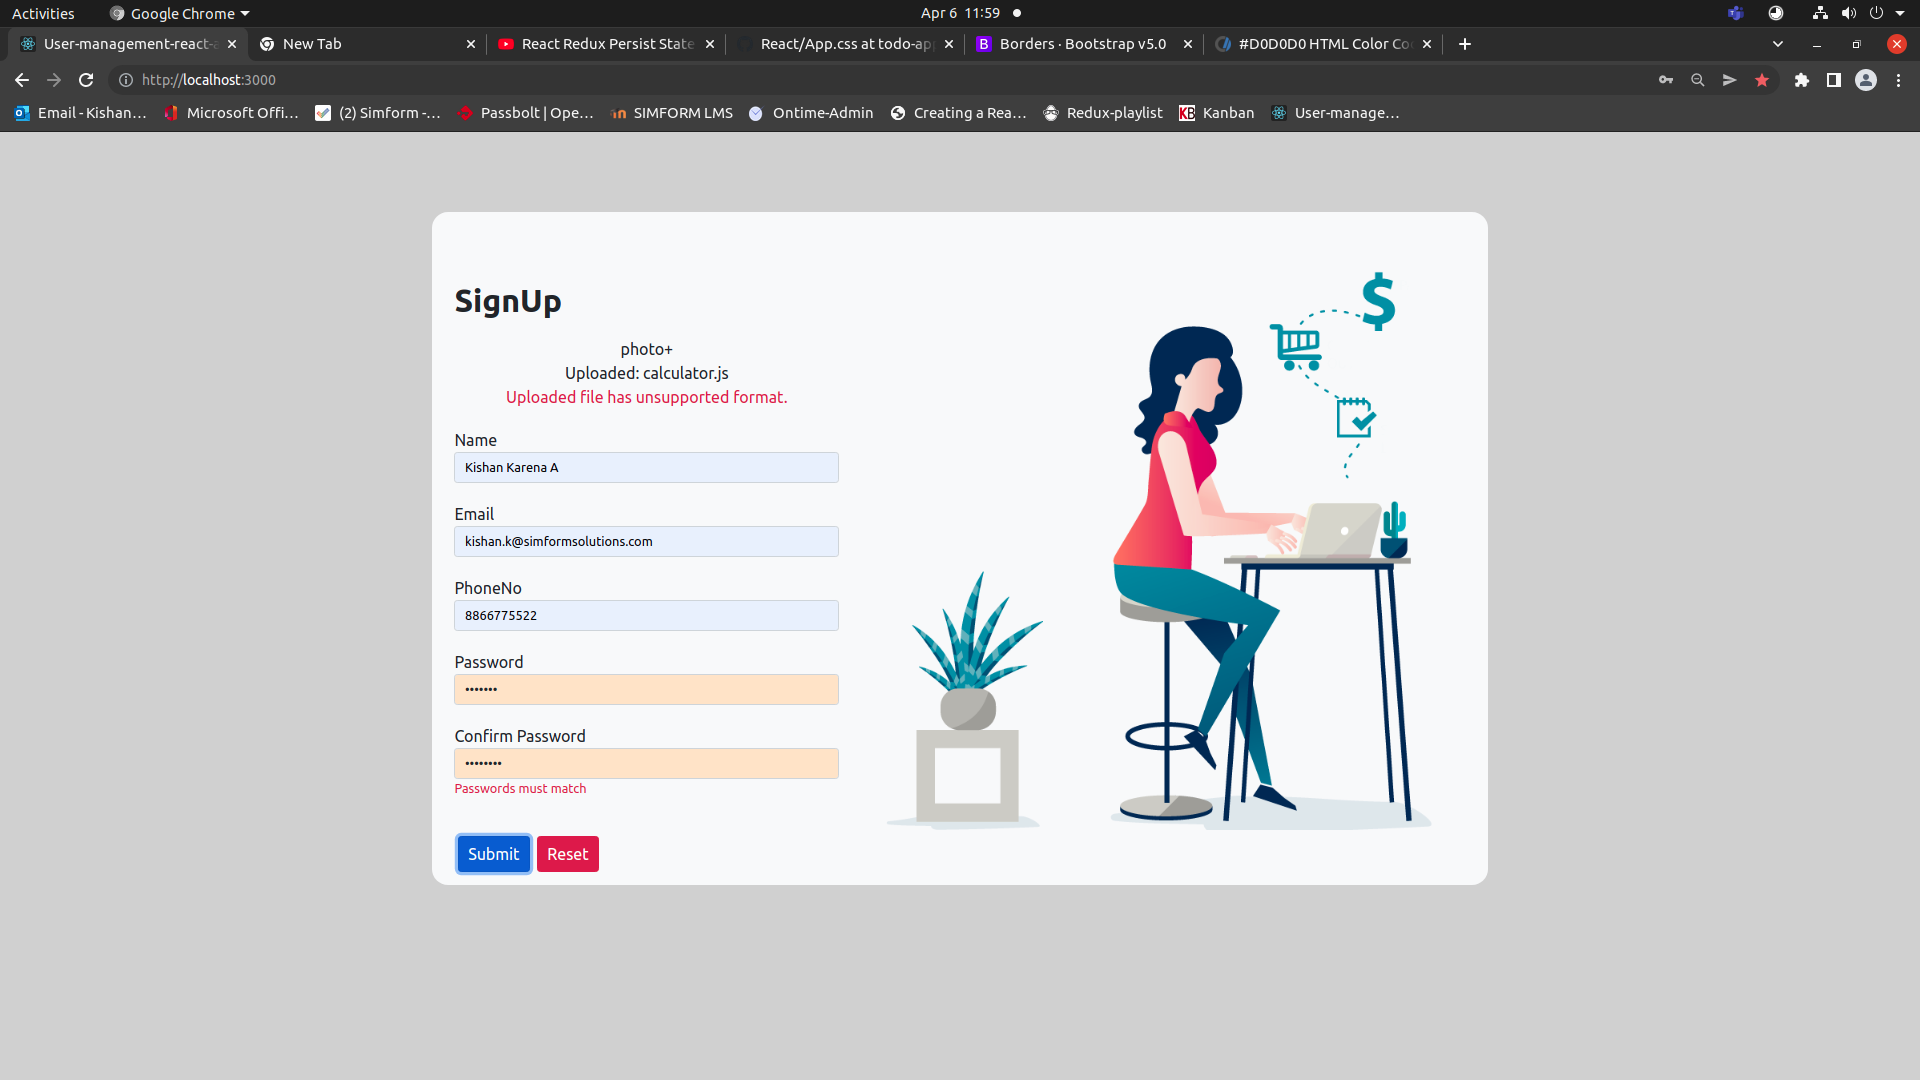 Activities Google Chrome Apr 6 11:59
User-management-react-a New Tab React Redux Persist State React/App.css at todo-ap Borders · Bootstrap v5.0 #D0D0D0 HTML Color Co
http://localhost:3000
Email - Kishan... Microsoft Offi... (2) Simform -... Passbolt | Ope... SIMFORM LMS Ontime-Admin Creating a Rea... Redux-playlist KB Kanban User-manage...
SignUp
photo+
Uploaded: calculator.js
Uploaded file has unsupported format.
Name
Kishan Karena A
Email
kishan.k@simformsolutions.com
PhoneNo
8866775522
Password
•••••••
Confirm Password
••••••••
Passwords must match
Submit Reset
$